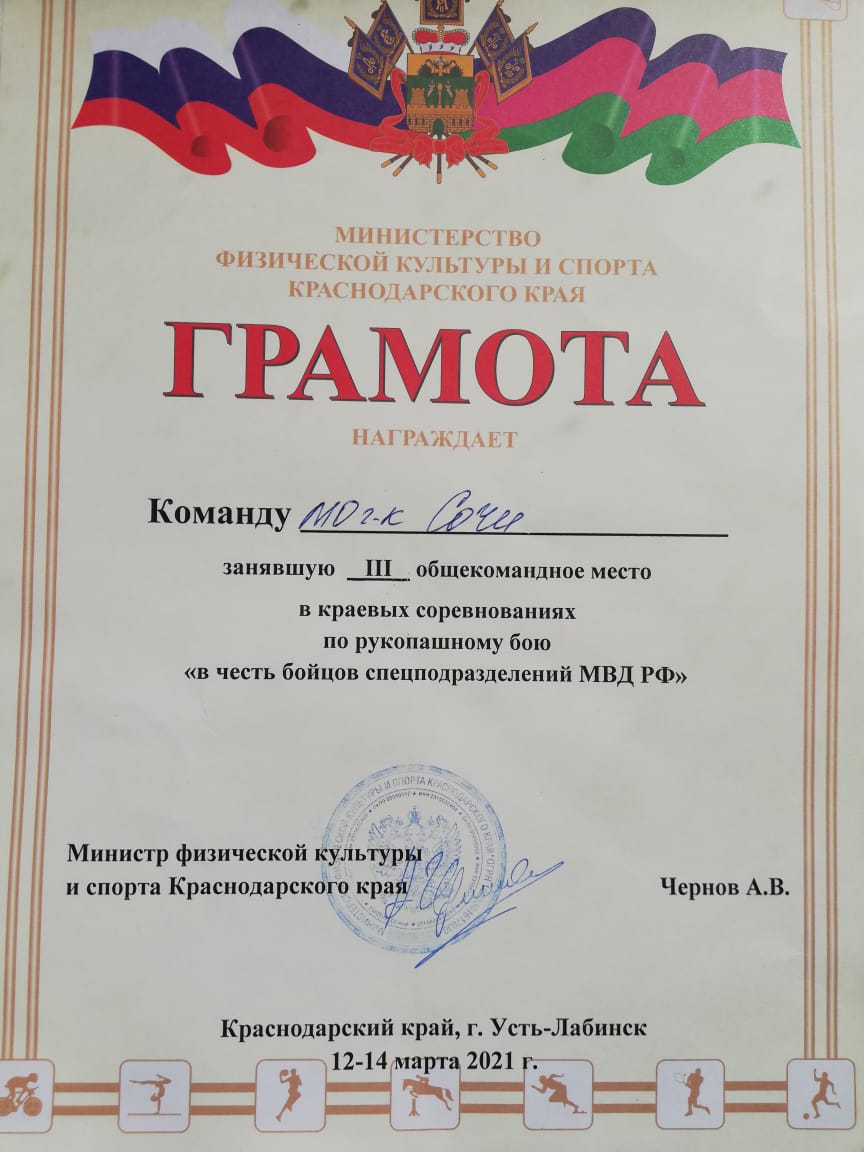 МИНИСТЕРСТВО
ФИЗИЧЕСКОЙ КУЛЬТУРЫ И СПОРТА
КРАСНОДАРСКОГО КРАЯ
ГРАМОТА
НАГРАЖДАЕТ
Команду МО г-к Сочи
занявшую III общекомандное место
в краевых соревнованиях
по рукопашному бою
«в честь бойцов спецподразделений МВД РФ»
Министр физической культуры
и спорта Краснодарского края Чернов А.В.
Краснодарский край, г. Усть-Лабинск
12-14 марта 2021 г.